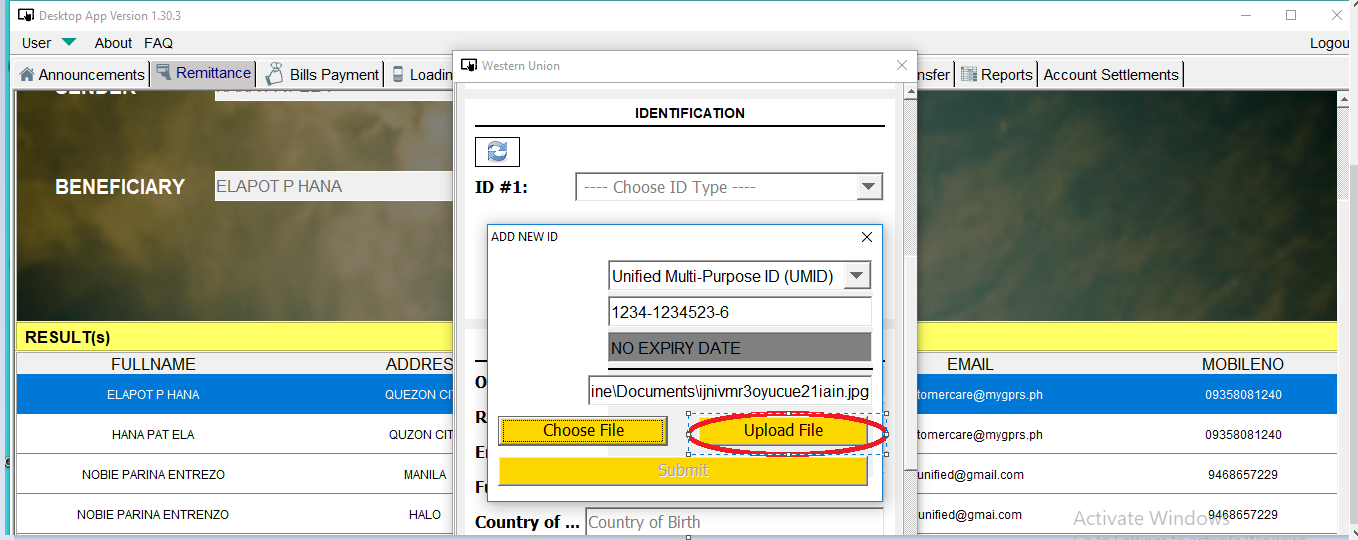 Desktop App Version 1.30.3
User About FAQ Logou
Announcements Remittance Bills Payment Loadin nsfer Reports Account Settlements
Western Union
IDENTIFICATION
BENEFICIARY ELAPOT P HANA
ID #1: ---- Choose ID Type ----
ADD NEW ID
Unified Multi-Purpose ID (UMID)
1234-1234523-6
NO EXPIRY DATE
ine\Documents\ijnivmr3oyucue21iain.jpg
Choose File Upload File
Submit
Country of ... Country of Birth
RESULT(s)
FULLNAME ADDRES EMAIL MOBILENO
ELAPOT P HANA QUEZON CIT tomercare@mygprs.ph 09358081240
HANA PAT ELA QUZON CIT tomercare@mygprs.ph 09358081240
NOBIE PARINA ENTREZO MANILA unified@gmail.com 9468657229
NOBIE PARINA ENTRENZO HALO unified@gmai.com 9468657229
Activate Windows